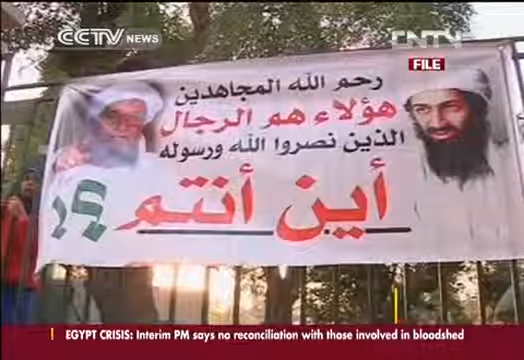 CCTV NEWS
CNTV
FILE
رحم الله المجاهدين
هؤلاء هم الرجال
الذين نصروا الله ورسوله
أين أنتم ؟!
EGYPT CRISIS: Interim PM says no reconciliation with those involved in bloodshed